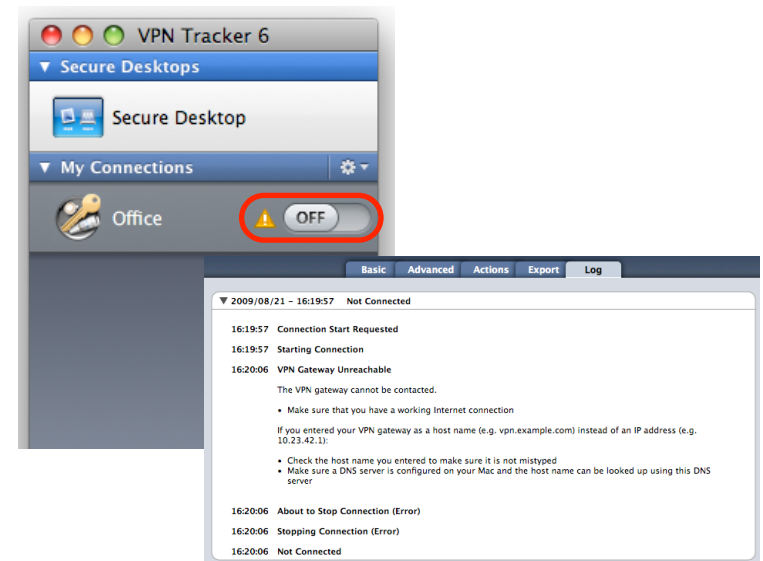 VPN Tracker 6
▼ Secure Desktops
Secure Desktop
▼ My Connections
Office
OFF
Basic Advanced Actions Export Log
▼ 2009/08/21 – 16:19:57 Not Connected
16:19:57 Connection Start Requested
16:19:57 Starting Connection
16:20:06 VPN Gateway Unreachable
The VPN gateway cannot be contacted.
• Make sure that you have a working Internet connection
If you entered your VPN gateway as a host name (e.g. vpn.example.com) instead of an IP address (e.g.
10.23.42.1):
• Check the host name you entered to make sure it is not mistyped
• Make sure a DNS server is configured on your Mac and the host name can be looked up using this DNS
server
16:20:06 About to Stop Connection (Error)
16:20:06 Stopping Connection (Error)
16:20:06 Not Connected